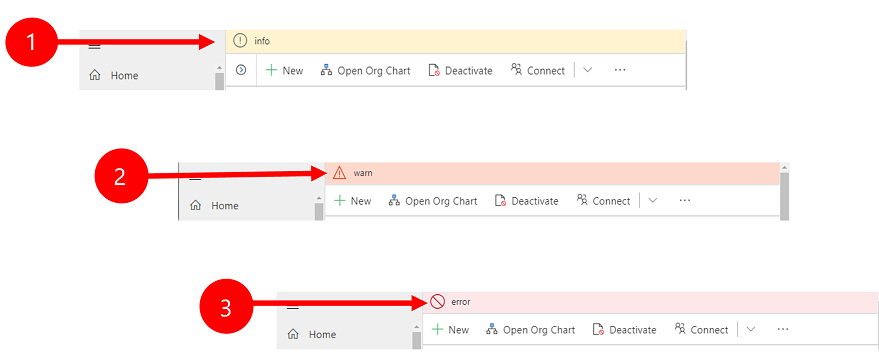 1
info
Home
New
Open Org Chart
Deactivate
Connect
2
warn
Home
New
Open Org Chart
Deactivate
Connect
3
error
Home
New
Open Org Chart
Deactivate
Connect